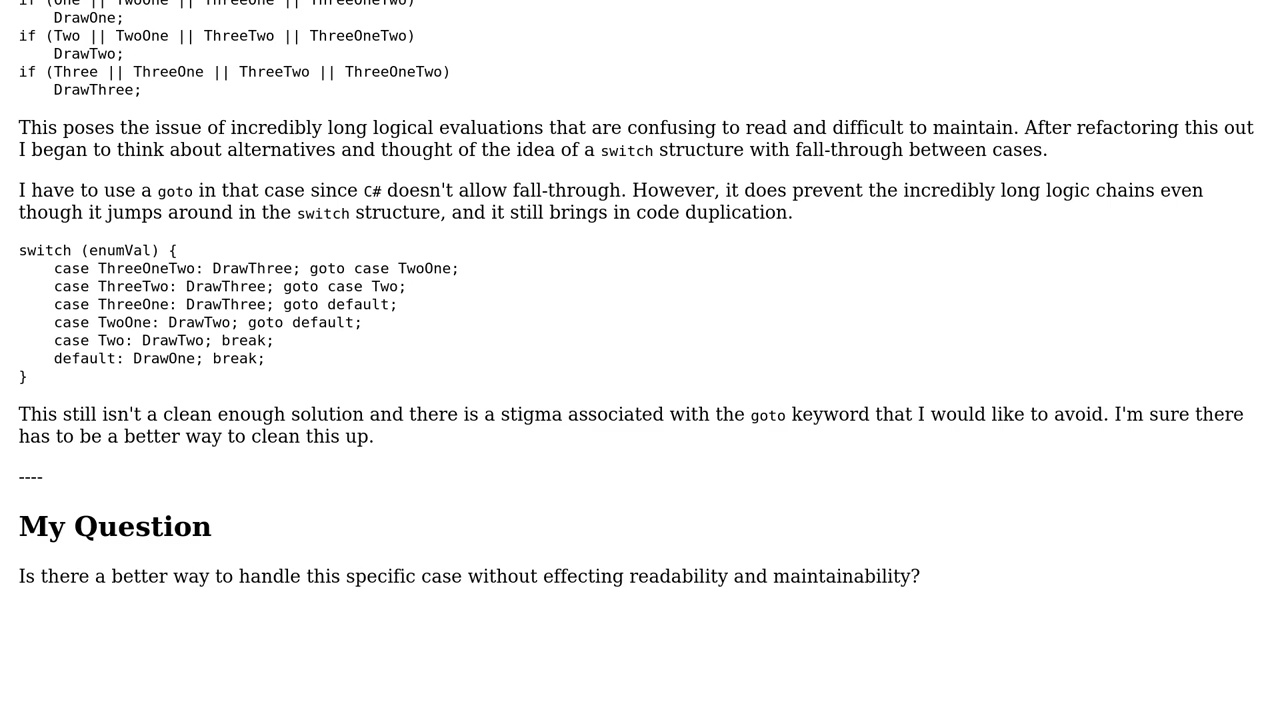 if (One || TwoOne || ThreeOne || ThreeOneTwo)
    DrawOne;
if (Two || TwoOne || ThreeTwo || ThreeOneTwo)
    DrawTwo;
if (Three || ThreeOne || ThreeTwo || ThreeOneTwo)
    DrawThree;
This poses the issue of incredibly long logical evaluations that are confusing to read and difficult to maintain. After refactoring this out
I began to think about alternatives and thought of the idea of a switch structure with fall-through between cases.
I have to use a goto in that case since C# doesn't allow fall-through. However, it does prevent the incredibly long logic chains even
though it jumps around in the switch structure, and it still brings in code duplication.
switch (enumVal) {
    case ThreeOneTwo: DrawThree; goto case TwoOne;
    case ThreeTwo: DrawThree; goto case Two;
    case ThreeOne: DrawThree; goto default;
    case TwoOne: DrawTwo; goto default;
    case Two: DrawTwo; break;
    default: DrawOne; break;
}
This still isn't a clean enough solution and there is a stigma associated with the goto keyword that I would like to avoid. I'm sure there
has to be a better way to clean this up.
----
My Question
Is there a better way to handle this specific case without effecting readability and maintainability?